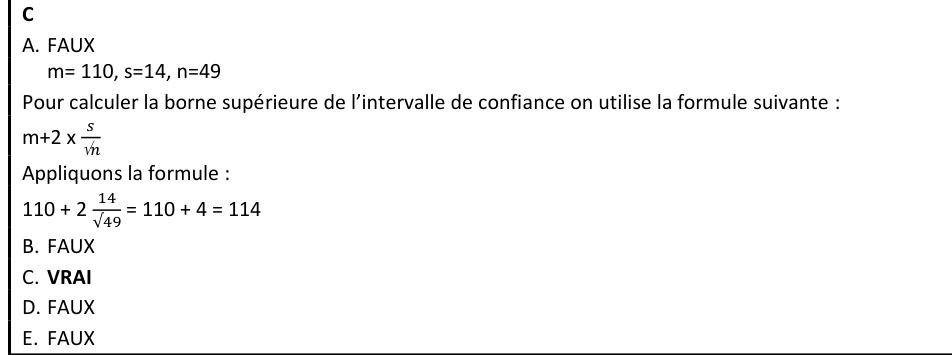 C
A. FAUX
m= 110, s=14, n=49
Pour calculer la borne supérieure de l’intervalle de confiance on utilise la formule suivante :
m+2 x s/√n
Appliquons la formule :
110 + 2 14/√49 = 110 + 4 = 114
B. FAUX
C. VRAI
D. FAUX
E. FAUX